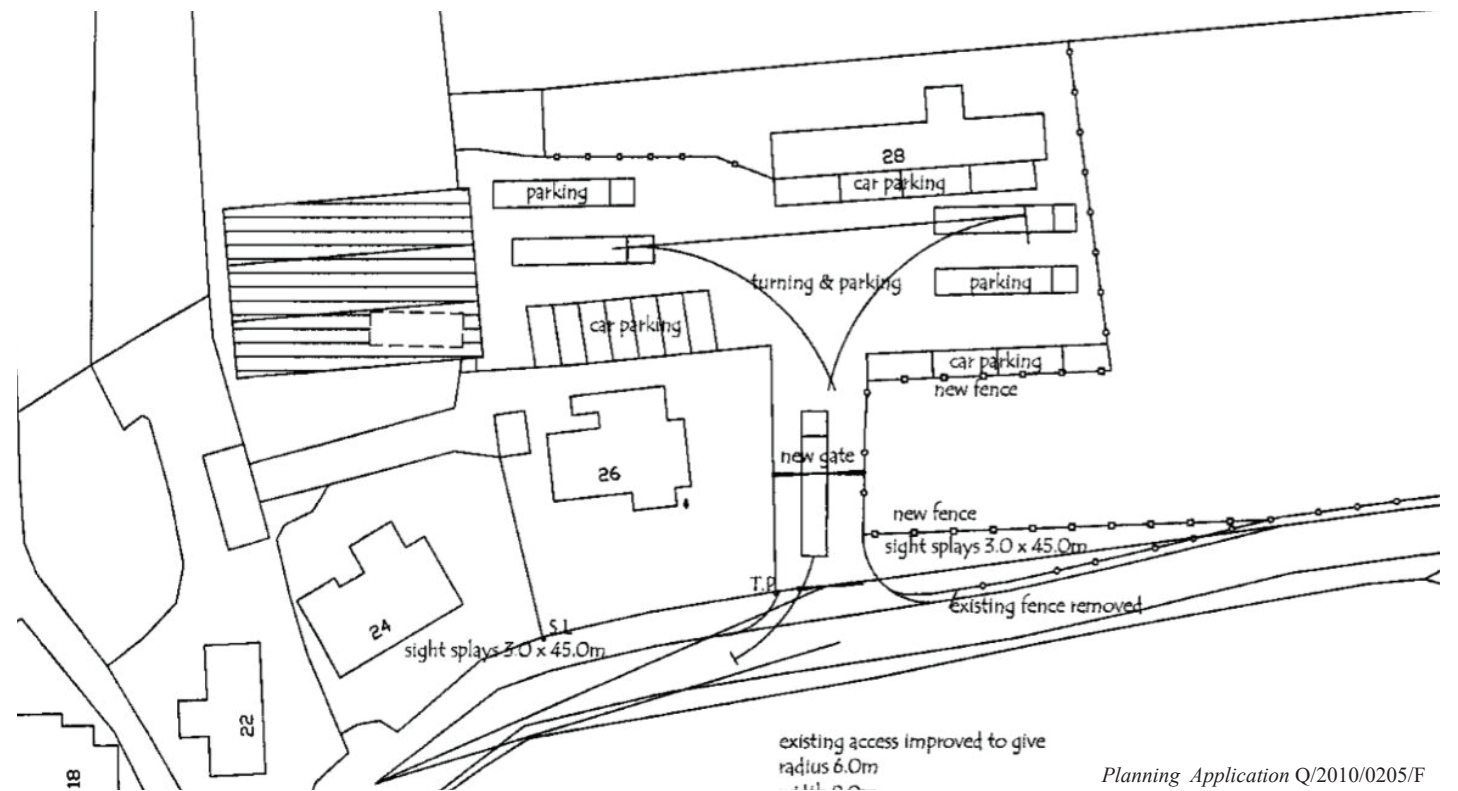 28
car parking
parking
turning & parking
parking
car parking
car parking
new fence
new gate
26
new fence
sight splays 3.0 x 45.0m
T.P
existing fence removed
S.L
24
sight splays 3.0 x 45.0m
22
18
existing access improved to give
radius 6.0m
Planning Application Q/2010/0205/F